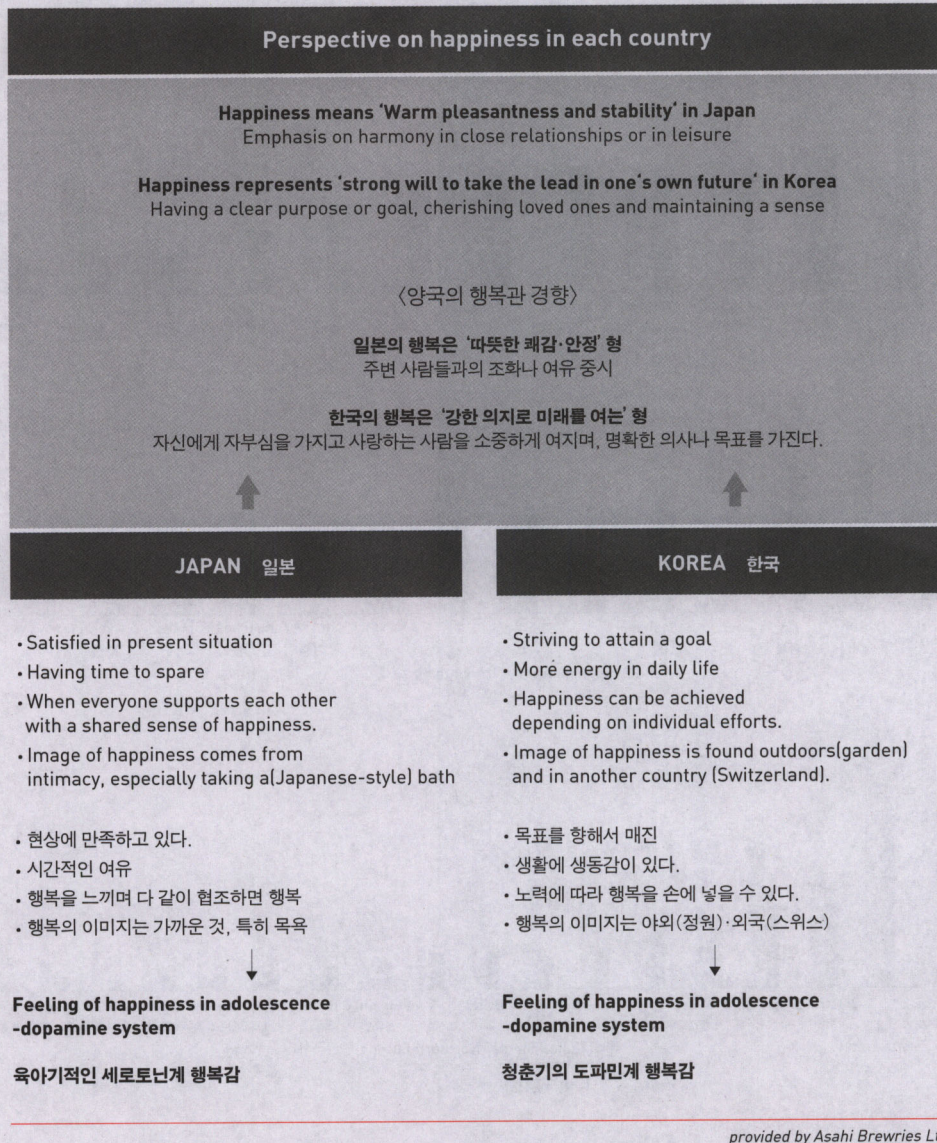 Perspective on happiness in each country
Happiness means 'Warm pleasantness and stability' in Japan
Emphasis on harmony in close relationships or in leisure
Happiness represents 'strong will to take the lead in one's own future' in Korea
Having a clear purpose or goal, cherishing loved ones and maintaining a sense
〈양국의 행복관 경향〉
일본의 행복은 '따뜻한 쾌감·안정' 형
주변 사람들과의 조화나 여유 중시
한국의 행복은 '강한 의지로 미래를 여는' 형
자신에게 자부심을 가지고 사랑하는 사람을 소중하게 여지며, 명확한 의사나 목표를 가진다.
JAPAN 일본
• Satisfied in present situation
• Having time to spare
• When everyone supports each other
with a shared sense of happiness.
• Image of happiness comes from
intimacy, especially taking a(Japanese-style) bath
• 현상에 만족하고 있다.
• 시간적인 여유
• 행복을 느끼며 다 같이 협조하면 행복
• 행복의 이미지는 가까운 것, 특히 목욕
Feeling of happiness in adolescence
-dopamine system
육아기적인 세로토닌계 행복감
KOREA 한국
• Striving to attain a goal
• More energy in daily life
• Happiness can be achieved
depending on individual efforts.
• Image of happiness is found outdoors(garden)
and in another country (Switzerland).
• 목표를 향해서 매진
• 생활에 생동감이 있다.
• 노력에 따라 행복을 손에 넣을 수 있다.
• 행복의 이미지는 야외(정원)·외국(스위스)
Feeling of happiness in adolescence
-dopamine system
청춘기의 도파민계 행복감
provided by Asahi Brewries